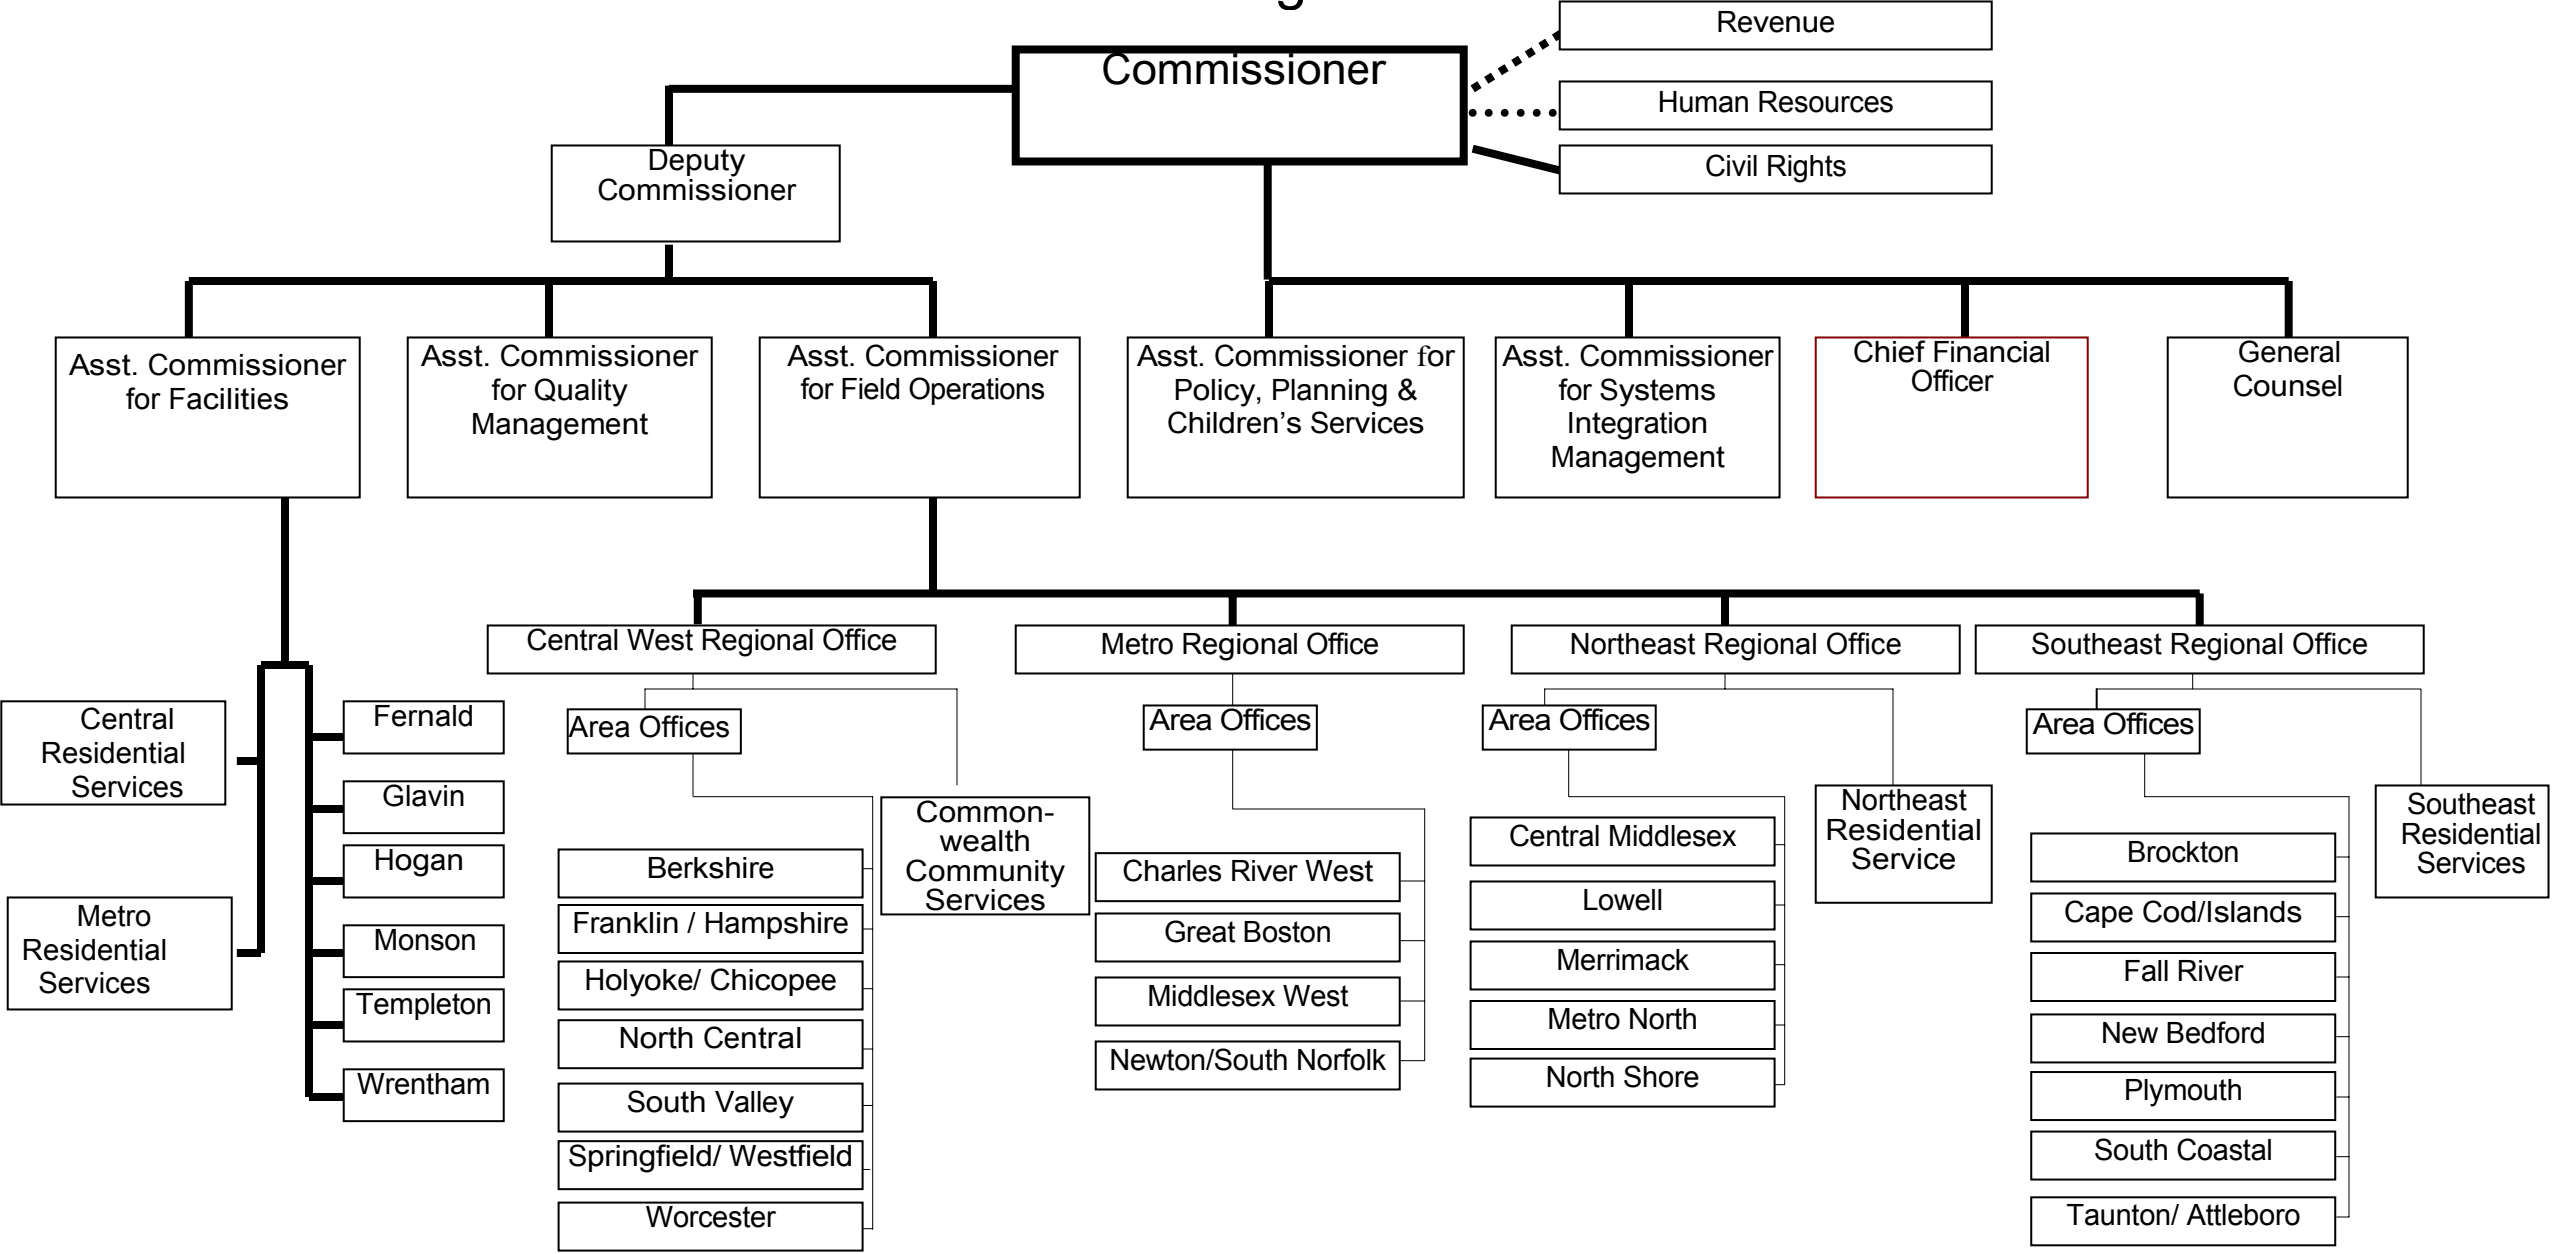 Revenue
Commissioner
Human Resources
Civil Rights
Deputy
Commissioner
Asst. Commissioner
for Facilities
Asst. Commissioner
for Quality
Management
Asst. Commissioner
for Field Operations
Asst. Commissioner for
Policy, Planning &
Children’s Services
Asst. Commissioner
for Systems
Integration
Management
Chief Financial
Officer
General
Counsel
Central West Regional Office
Metro Regional Office
Northeast Regional Office
Southeast Regional Office
Central
Residential
Services
Metro
Residential
Services
Fernald
Glavin
Hogan
Monson
Templeton
Wrentham
Area Offices
Berkshire
Franklin / Hampshire
Holyoke/ Chicopee
North Central
South Valley
Springfield/ Westfield
Worcester
Common-
wealth
Community
Services
Area Offices
Charles River West
Great Boston
Middlesex West
Newton/South Norfolk
Area Offices
Central Middlesex
Lowell
Merrimack
Metro North
North Shore
Northeast
Residential
Service
Area Offices
Brockton
Cape Cod/Islands
Fall River
New Bedford
Plymouth
South Coastal
Taunton/ Attleboro
Southeast
Residential
Services